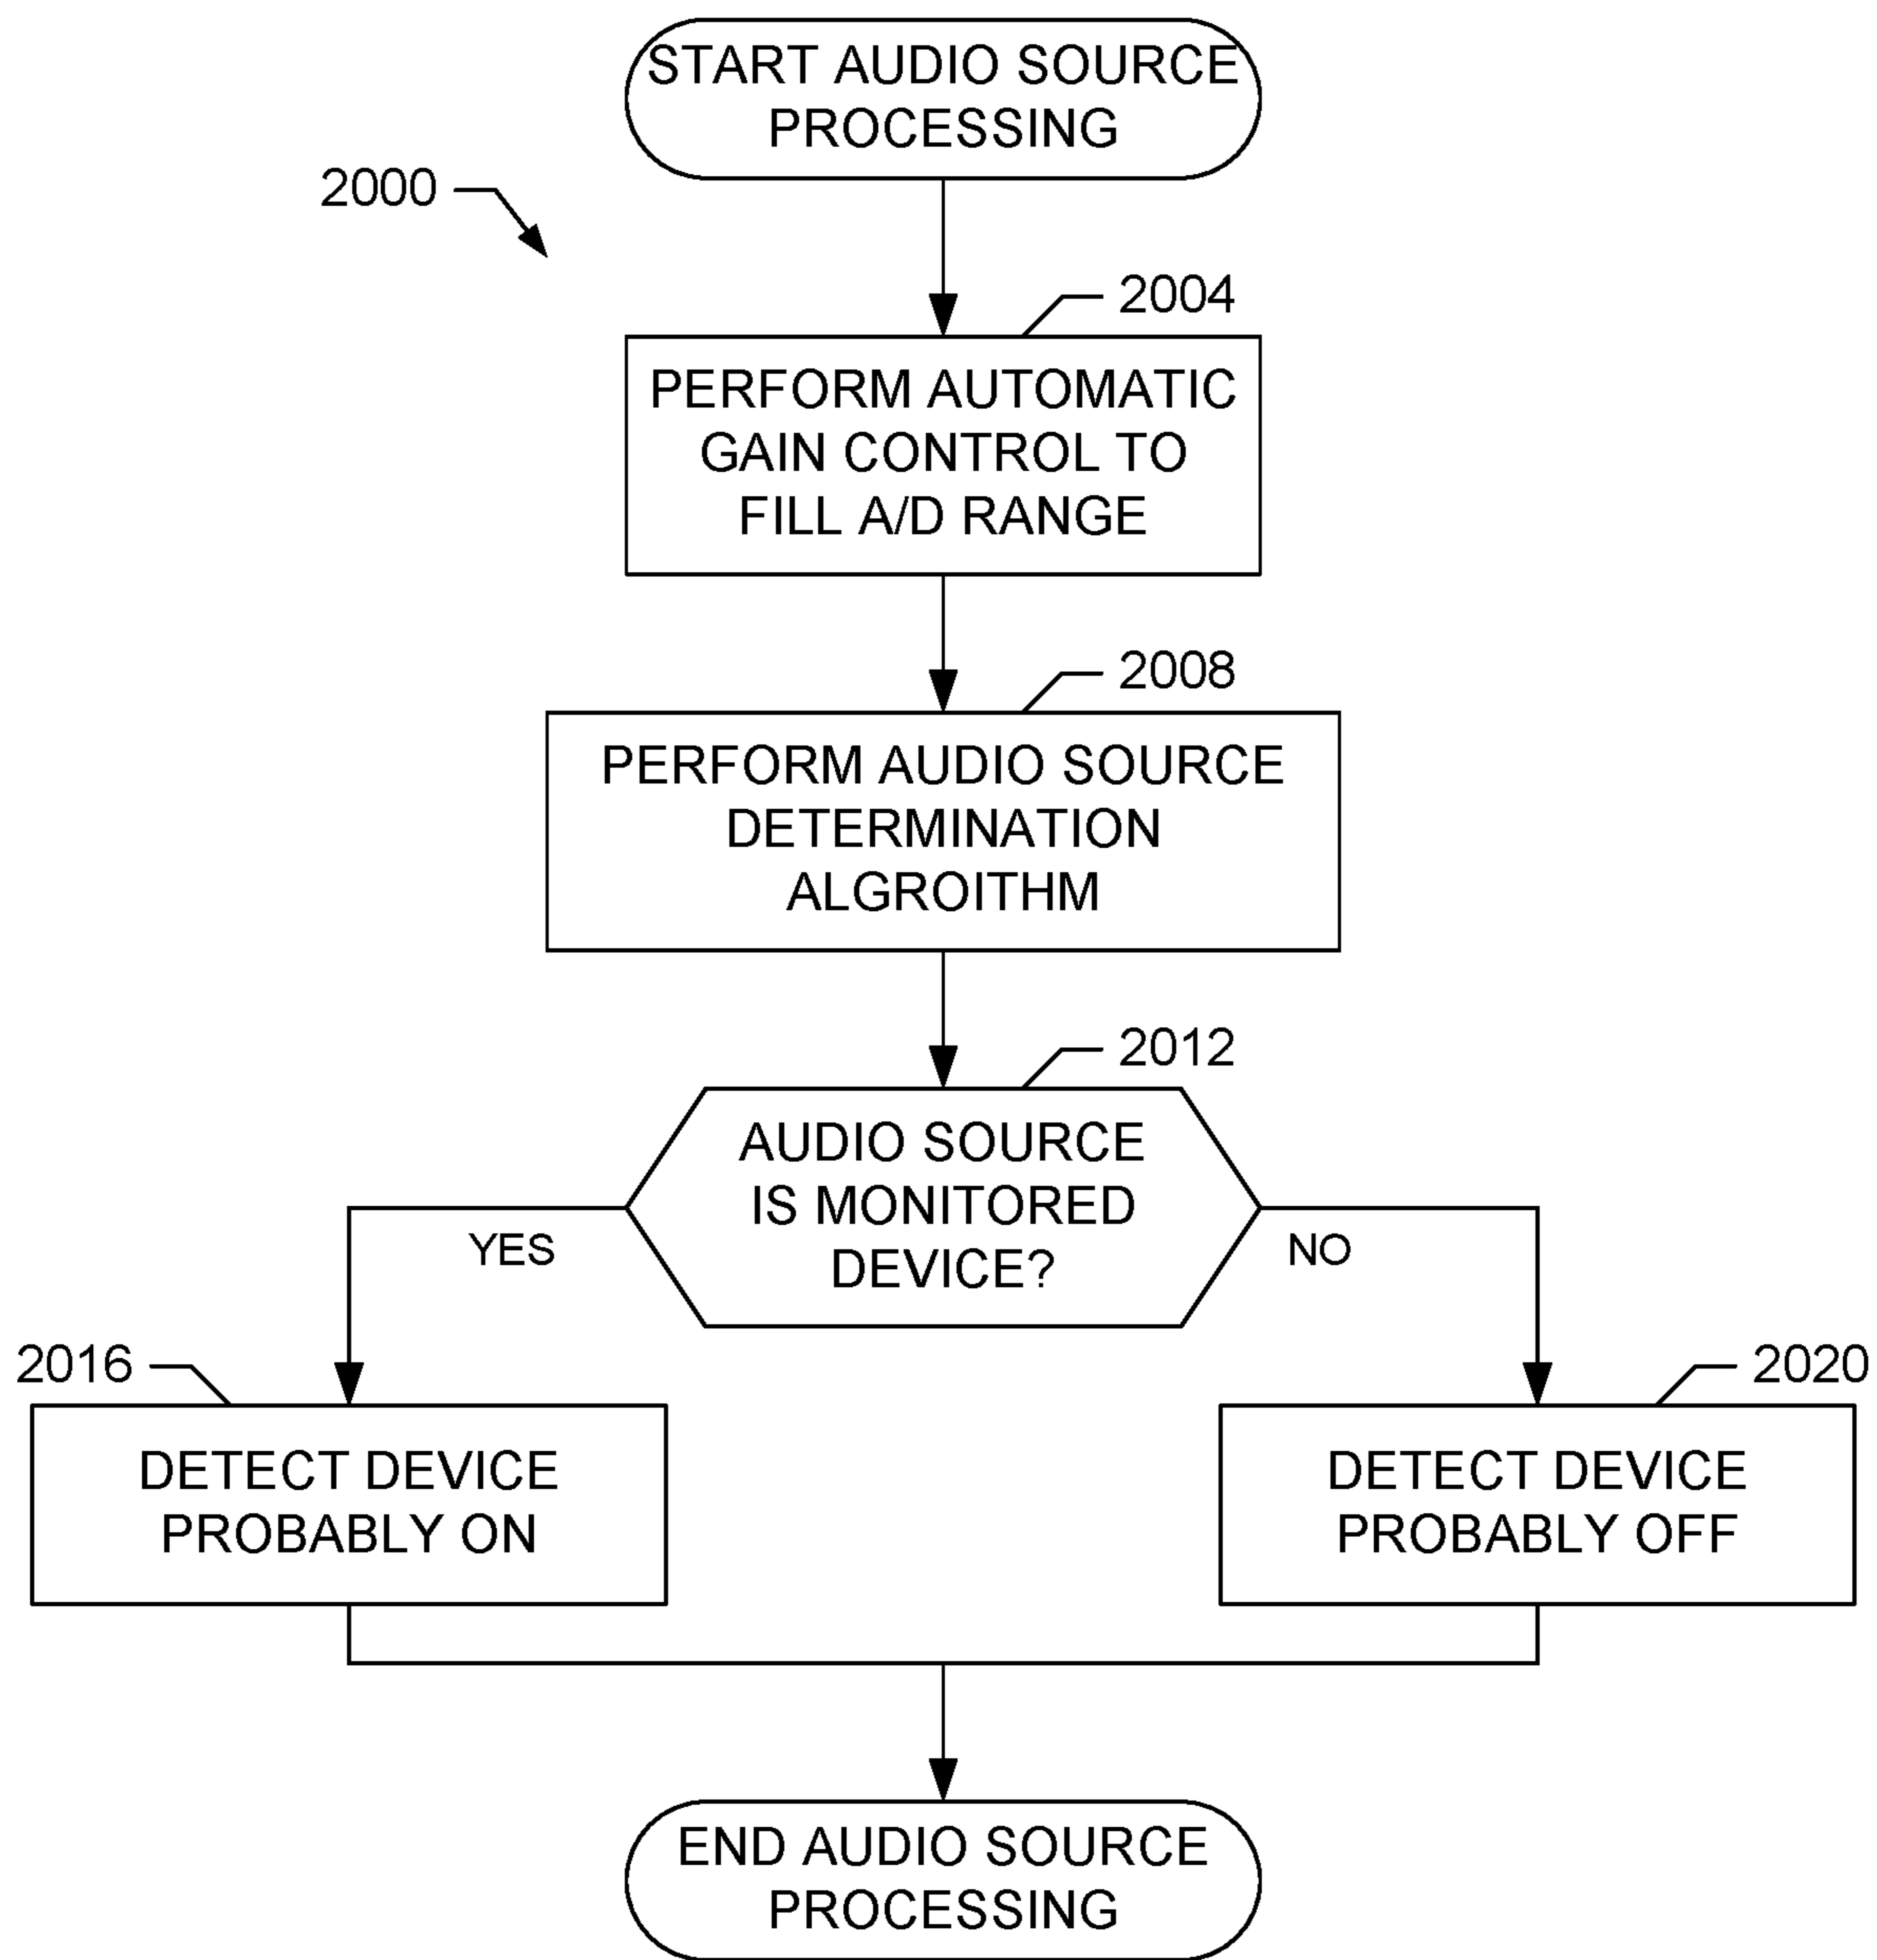 START AUDIO SOURCE
PROCESSING
2000
2004
PERFORM AUTOMATIC
GAIN CONTROL TO
FILL A/D RANGE
2008
PERFORM AUDIO SOURCE
DETERMINATION
ALGROITHM
2012
AUDIO SOURCE
IS MONITORED
DEVICE?
YES
NO
2016
2020
DETECT DEVICE
PROBABLY ON
DETECT DEVICE
PROBABLY OFF
END AUDIO SOURCE
PROCESSING